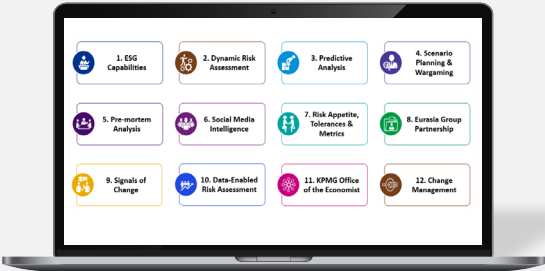 1. ESG
Capabilities
2. Dynamic Risk
Assessment
3. Predictive
Analysis
4. Scenario
Planning &
Wargaming
5. Pre-mortem
Analysis
6. Social Media
Intelligence
7. Risk Appetite,
Tolerances &
Metrics
8. Eurasia Group
Partnership
9. Signals of
Change
10. Data-Enabled
Risk Assessment
11. KPMG Office
of the Economist
12. Change
Management